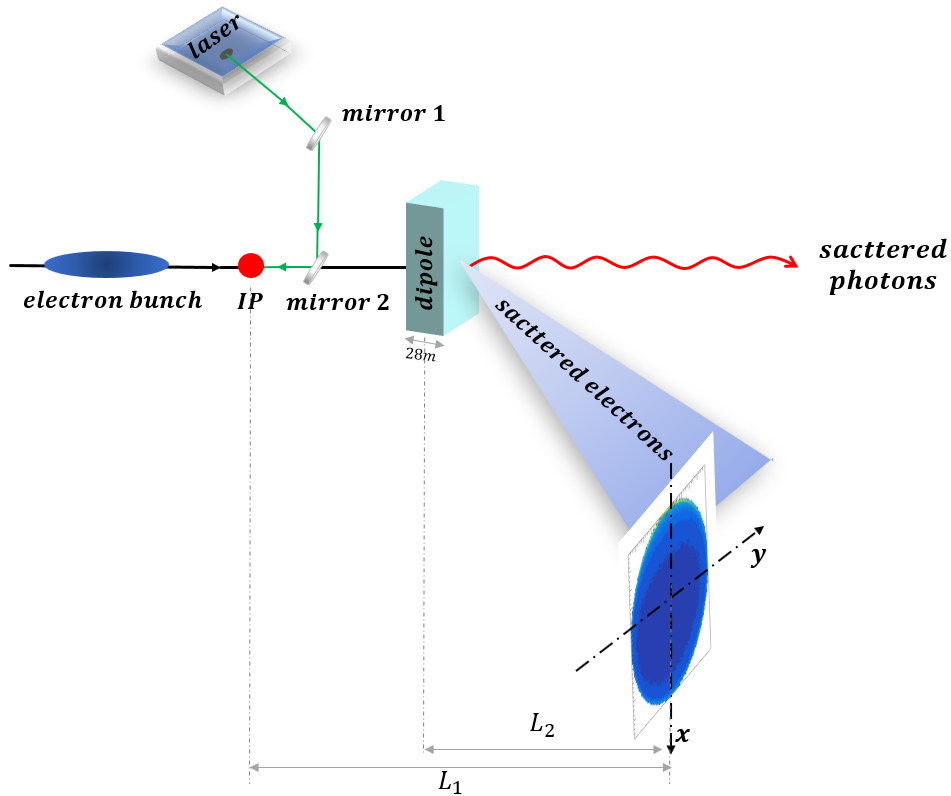 laser
mirror 1
electron bunch
IP
mirror 2
dipole
28m
sacttered
photons
sacttered electrons
y
x
L₂
L₁